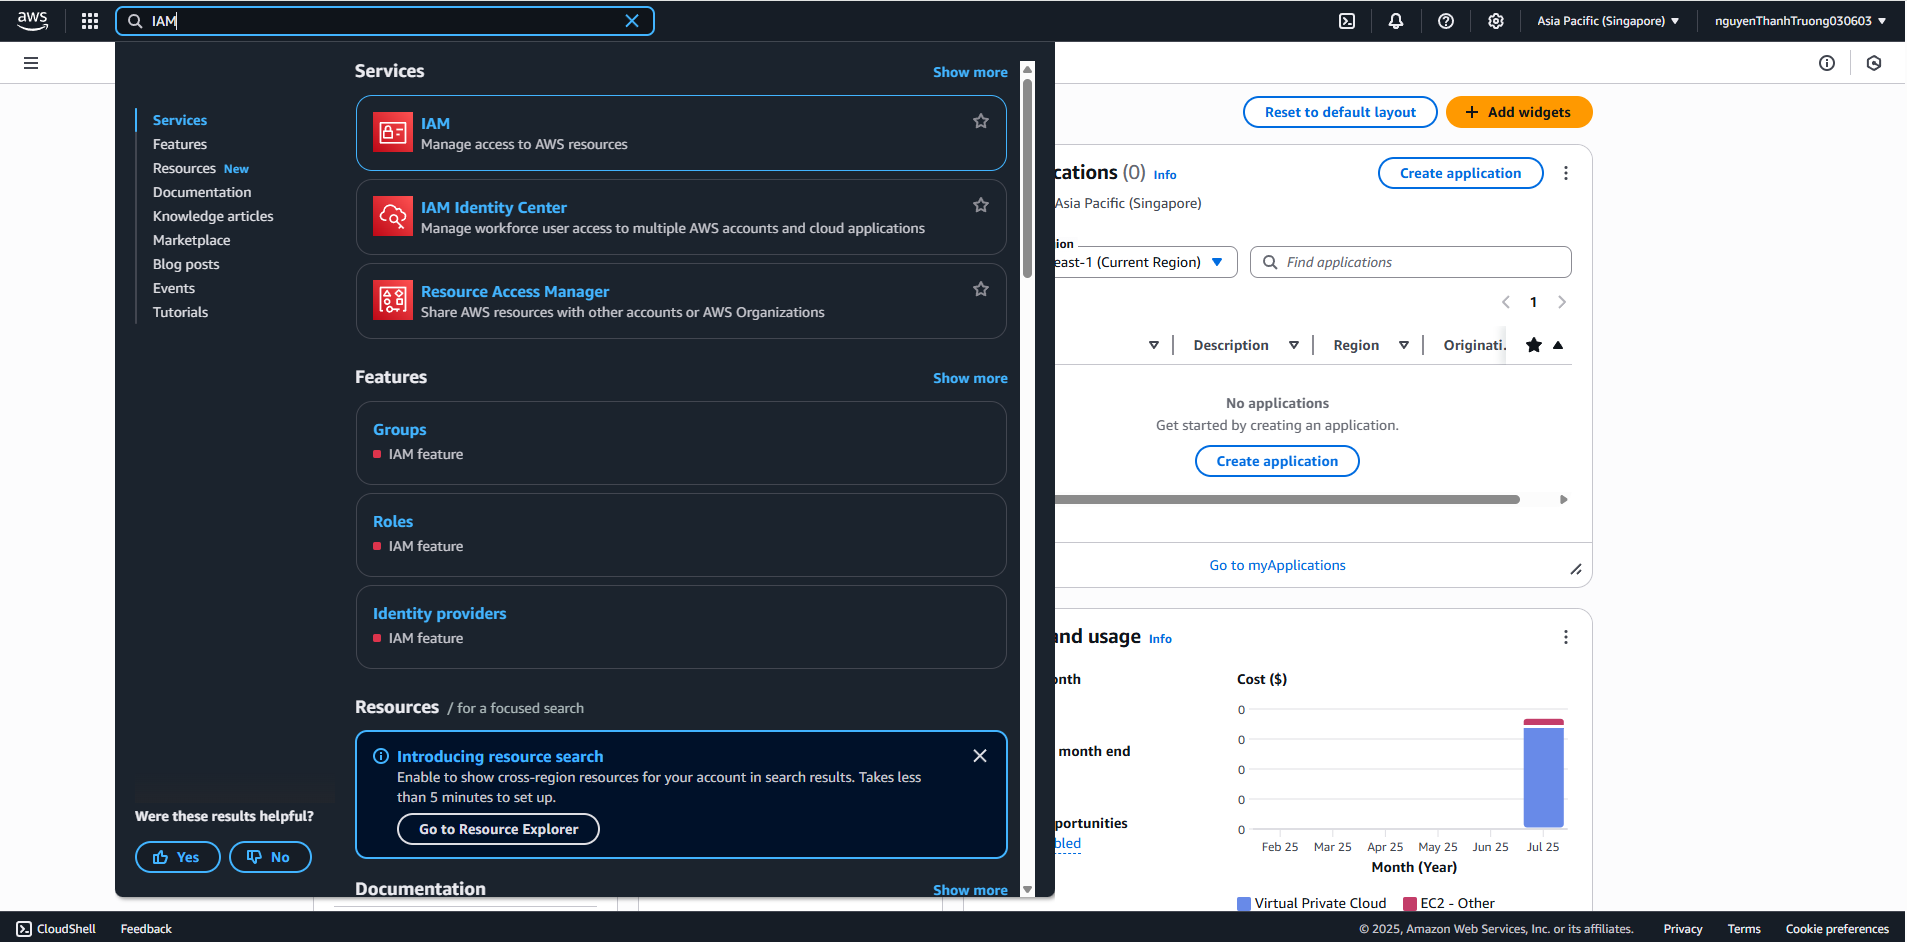 aws
IAM
Asia Pacific (Singapore)
nguyenThanhTruong030603
Services
Features
Resources New
Documentation
Knowledge articles
Marketplace
Blog posts
Events
Tutorials
Were these results helpful?
Yes
No
Services
Show more
IAM
Manage access to AWS resources
IAM Identity Center
Manage workforce user access to multiple AWS accounts and cloud applications
Resource Access Manager
Share AWS resources with other accounts or AWS Organizations
Features
Show more
Groups
IAM feature
Roles
IAM feature
Identity providers
IAM feature
Resources / for a focused search
Introducing resource search
Enable to show cross-region resources for your account in search results. Takes less
than 5 minutes to set up.
Go to Resource Explorer
Documentation
Show more
Reset to default layout
Add widgets
cations (0) Info
Create application
Asia Pacific (Singapore)
ion
east-1 (Current Region)
Find applications
1
Description
Region
Originati.
No applications
Get started by creating an application.
Create application
Go to myApplications
nd usage Info
onth
month end
portunities
bled
Cost ($)
0
0
0
0
0
Feb 25 Mar 25 Apr 25 May 25 Jun 25 Jul 25
Month (Year)
Virtual Private Cloud EC2 - Other
CloudShell
Feedback
© 2025, Amazon Web Services, Inc. or its affiliates.
Privacy
Terms
Cookie preferences